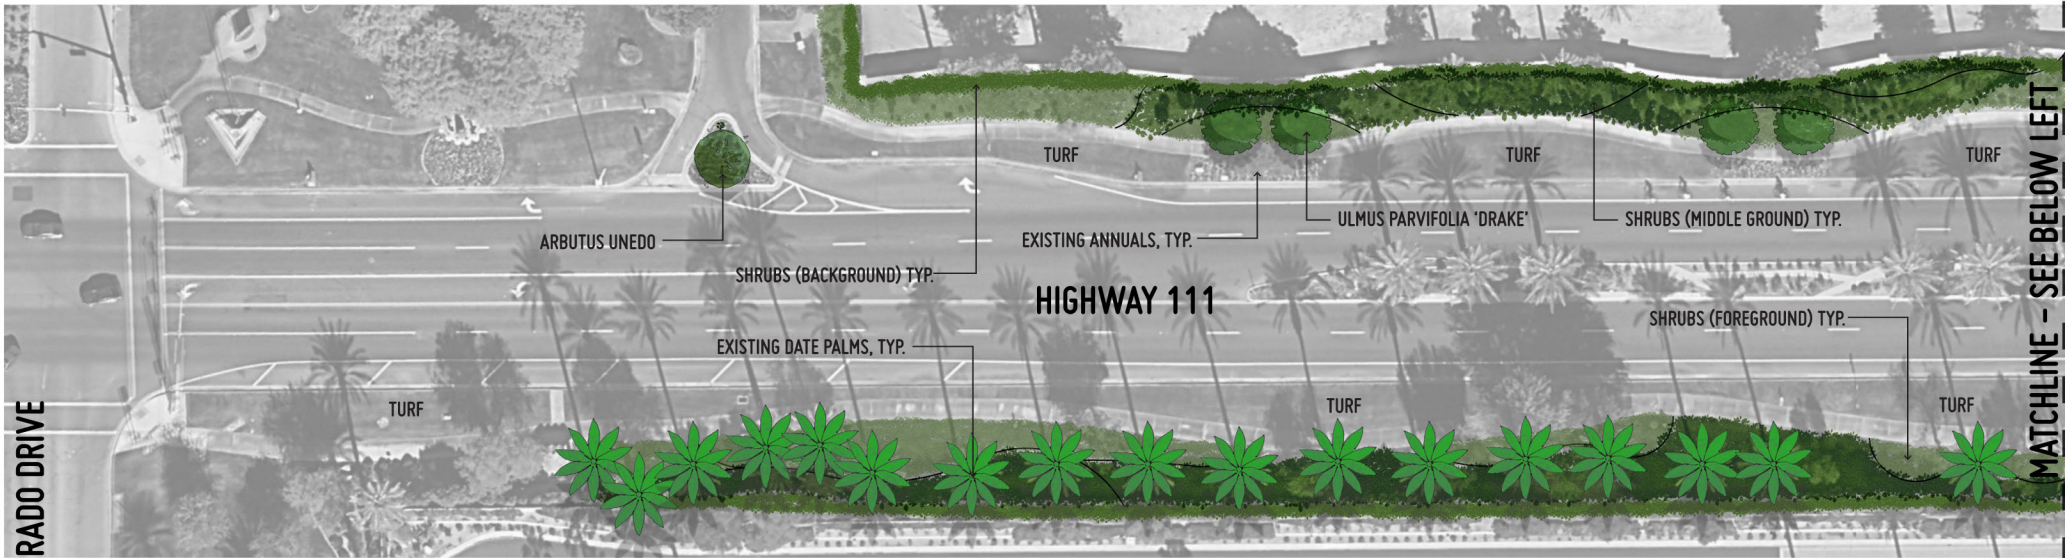 TURF
TURF
TURF
ARBUTUS UNEDO
EXISTING ANNUALS, TYP.
ULMUS PARVIFOLIA 'DRAKE'
SHRUBS (MIDDLE GROUND) TYP.
SHRUBS (BACKGROUND) TYP.
HIGHWAY 111
SHRUBS (FOREGROUND) TYP.
EXISTING DATE PALMS, TYP.
TURF
TURF
TURF
RADO DRIVE
MATCHLINE - SEE BELOW LEFT